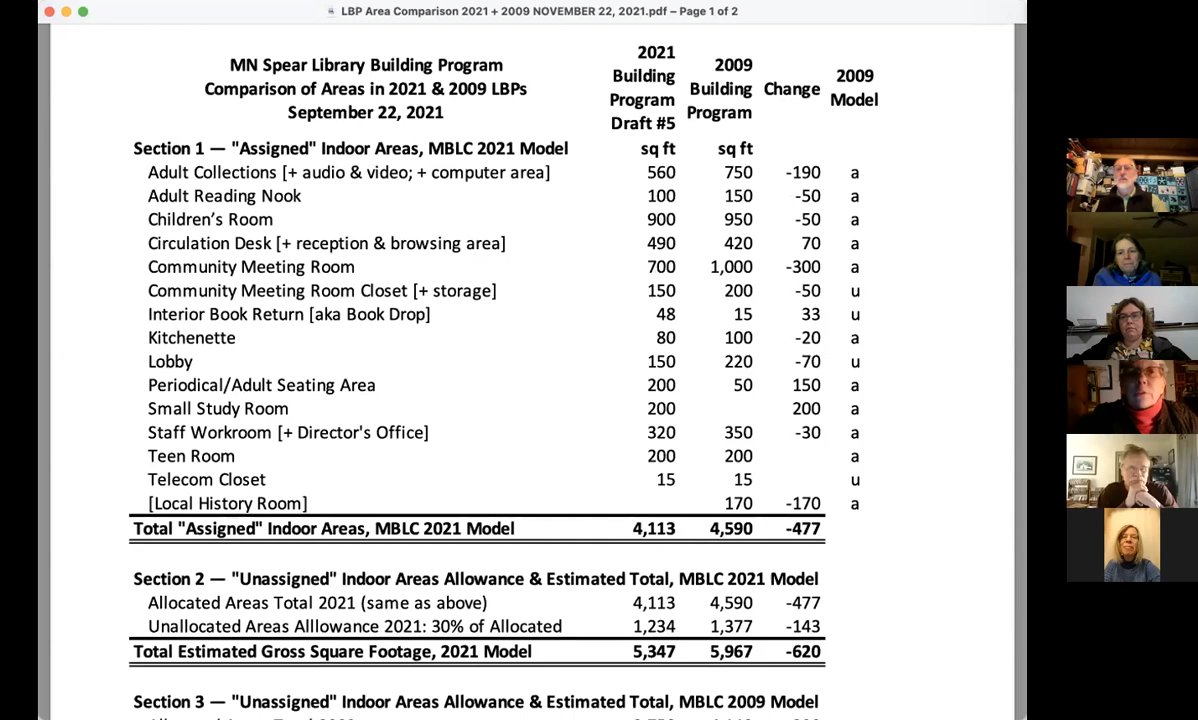 LBP Area Comparison 2021 + 2009 NOVEMBER 22, 2021.pdf – Page 1 of 2
MN Spear Library Building Program
Comparison of Areas in 2021 & 2009 LBPs
September 22, 2021
2021 Building Program Draft #5
2009 Building Program
Change
2009 Model
Section 1 — "Assigned" Indoor Areas, MBLC 2021 Model sq ft sq ft
Adult Collections [+ audio & video; + computer area] 560 750 -190 a
Adult Reading Nook 100 150 -50 a
Children's Room 900 950 -50 a
Circulation Desk [+ reception & browsing area] 490 420 70 a
Community Meeting Room 700 1,000 -300 a
Community Meeting Room Closet [+ storage] 150 200 -50 u
Interior Book Return [aka Book Drop] 48 15 33 u
Kitchenette 80 100 -20 a
Lobby 150 220 -70 u
Periodical/Adult Seating Area 200 50 150 a
Small Study Room 200 200 a
Staff Workroom [+ Director's Office] 320 350 -30 a
Teen Room 200 200 a
Telecom Closet 15 15 u
[Local History Room] 170 -170 a
Total "Assigned" Indoor Areas, MBLC 2021 Model 4,113 4,590 -477
Section 2 — "Unassigned" Indoor Areas Allowance & Estimated Total, MBLC 2021 Model
Allocated Areas Total 2021 (same as above) 4,113 4,590 -477
Unallocated Areas Alllowance 2021: 30% of Allocated 1,234 1,377 -143
Total Estimated Gross Square Footage, 2021 Model 5,347 5,967 -620
Section 3 — "Unassigned" Indoor Areas Allowance & Estimated Total, MBLC 2009 Model